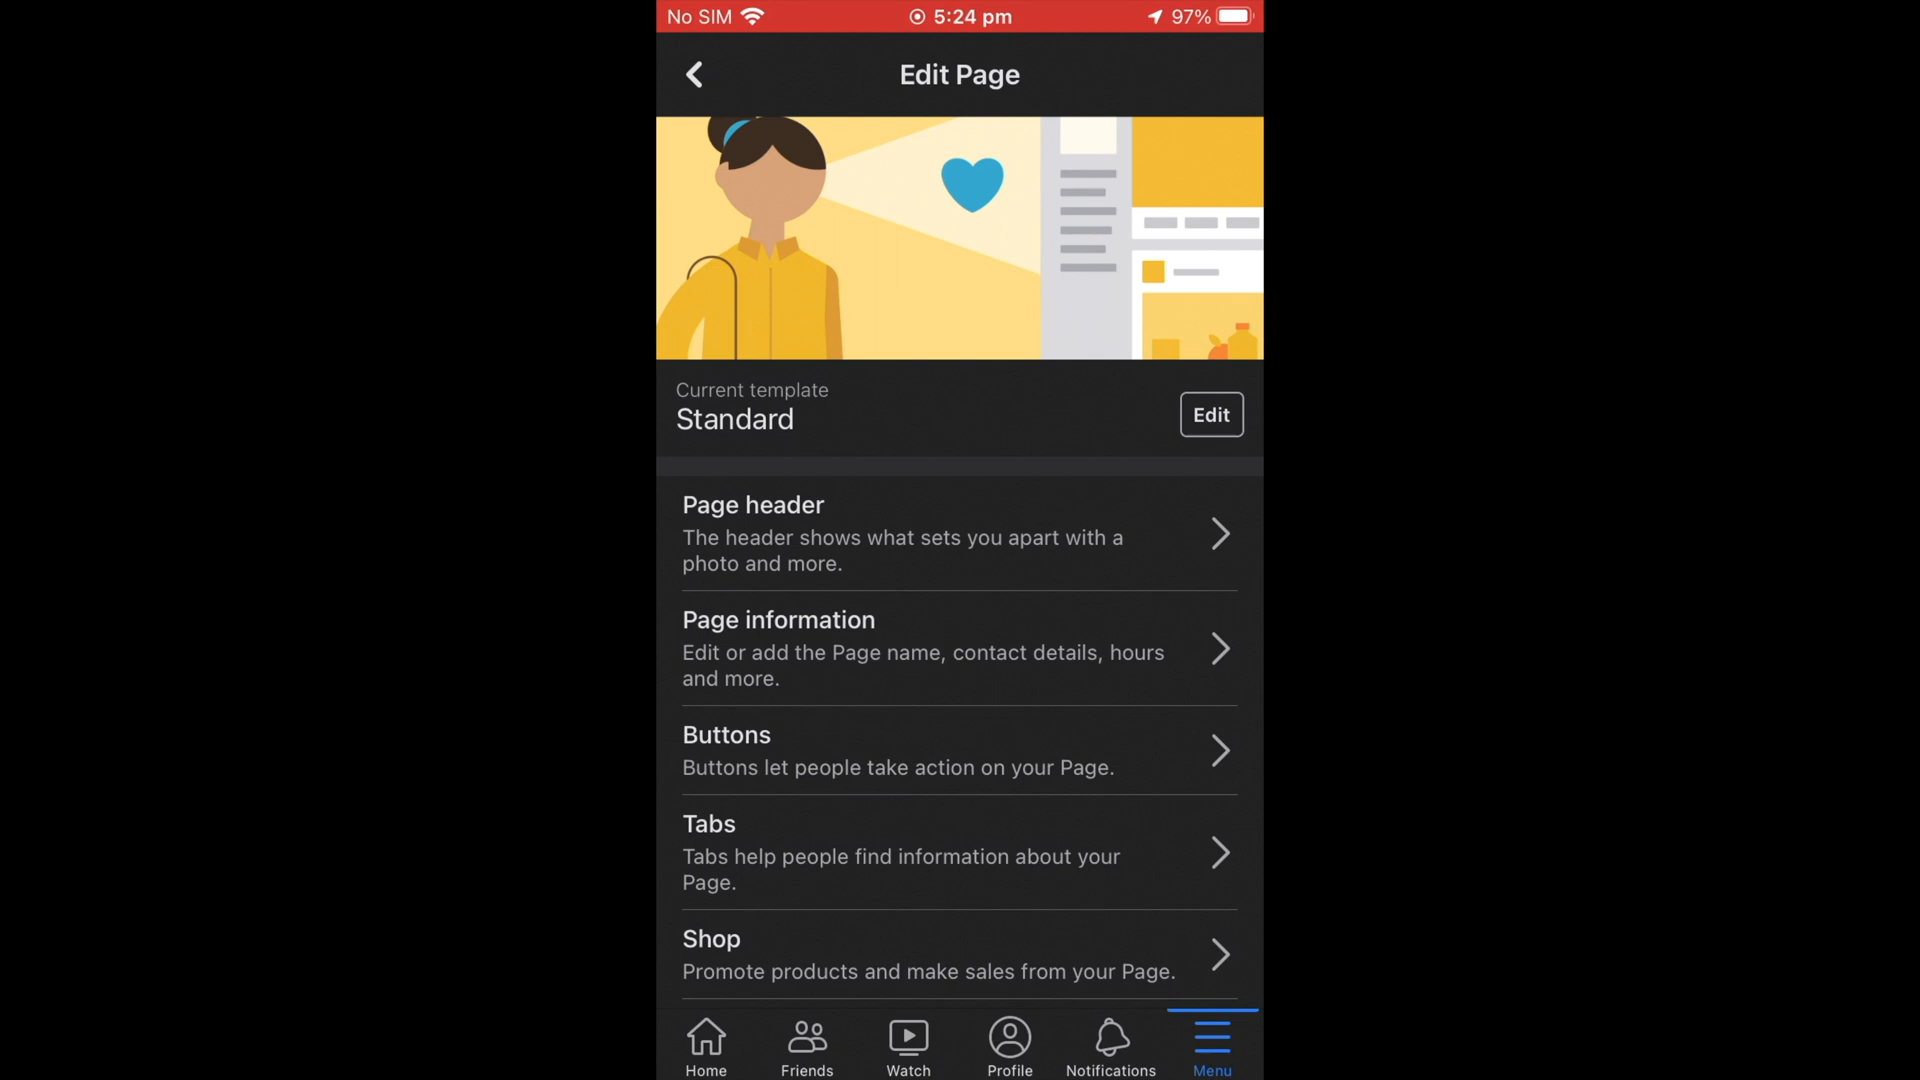 No SIM 5:24 pm 97%
Edit Page
Current template
Standard
Edit
Page header
The header shows what sets you apart with a
photo and more.
Page information
Edit or add the Page name, contact details, hours
and more.
Buttons
Buttons let people take action on your Page.
Tabs
Tabs help people find information about your
Page.
Shop
Promote products and make sales from your Page.
Home Friends Watch Profile Notifications Menu